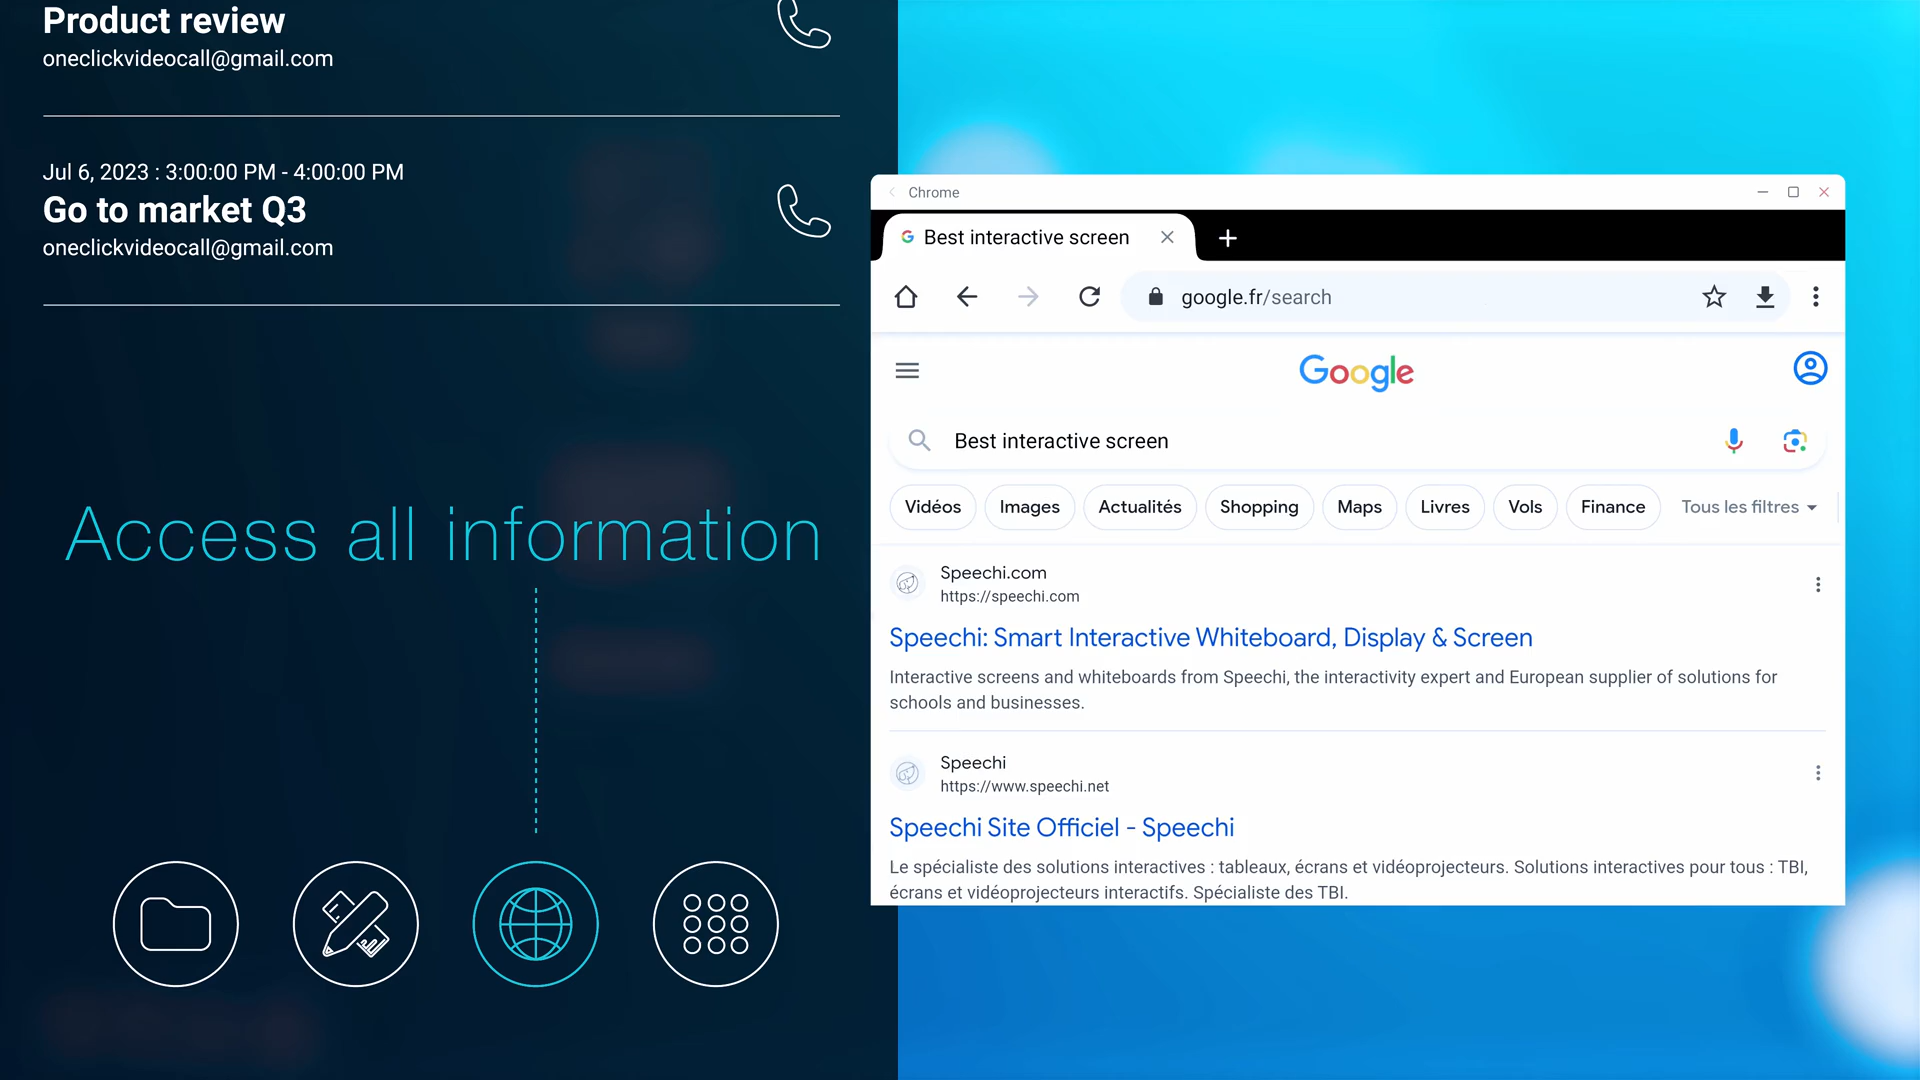 Product review
oneclickvideocall@gmail.com
Jul 6, 2023 : 3:00:00 PM - 4:00:00 PM
Go to market Q3
oneclickvideocall@gmail.com
Access all information
Chrome
Best interactive screen
google.fr/search
Google
Best interactive screen
Vidéos Images Actualités Shopping Maps Livres Vols Finance Tous les filtres
Speechi.com
https://speechi.com
Speechi: Smart Interactive Whiteboard, Display & Screen
Interactive screens and whiteboards from Speechi, the interactivity expert and European supplier of solutions for
schools and businesses.
Speechi
https://www.speechi.net
Speechi Site Officiel - Speechi
Le spécialiste des solutions interactives : tableaux, écrans et vidéoprojecteurs. Solutions interactives pour tous : TBI,
écrans et vidéoprojecteurs interactifs. Spécialiste des TBI.